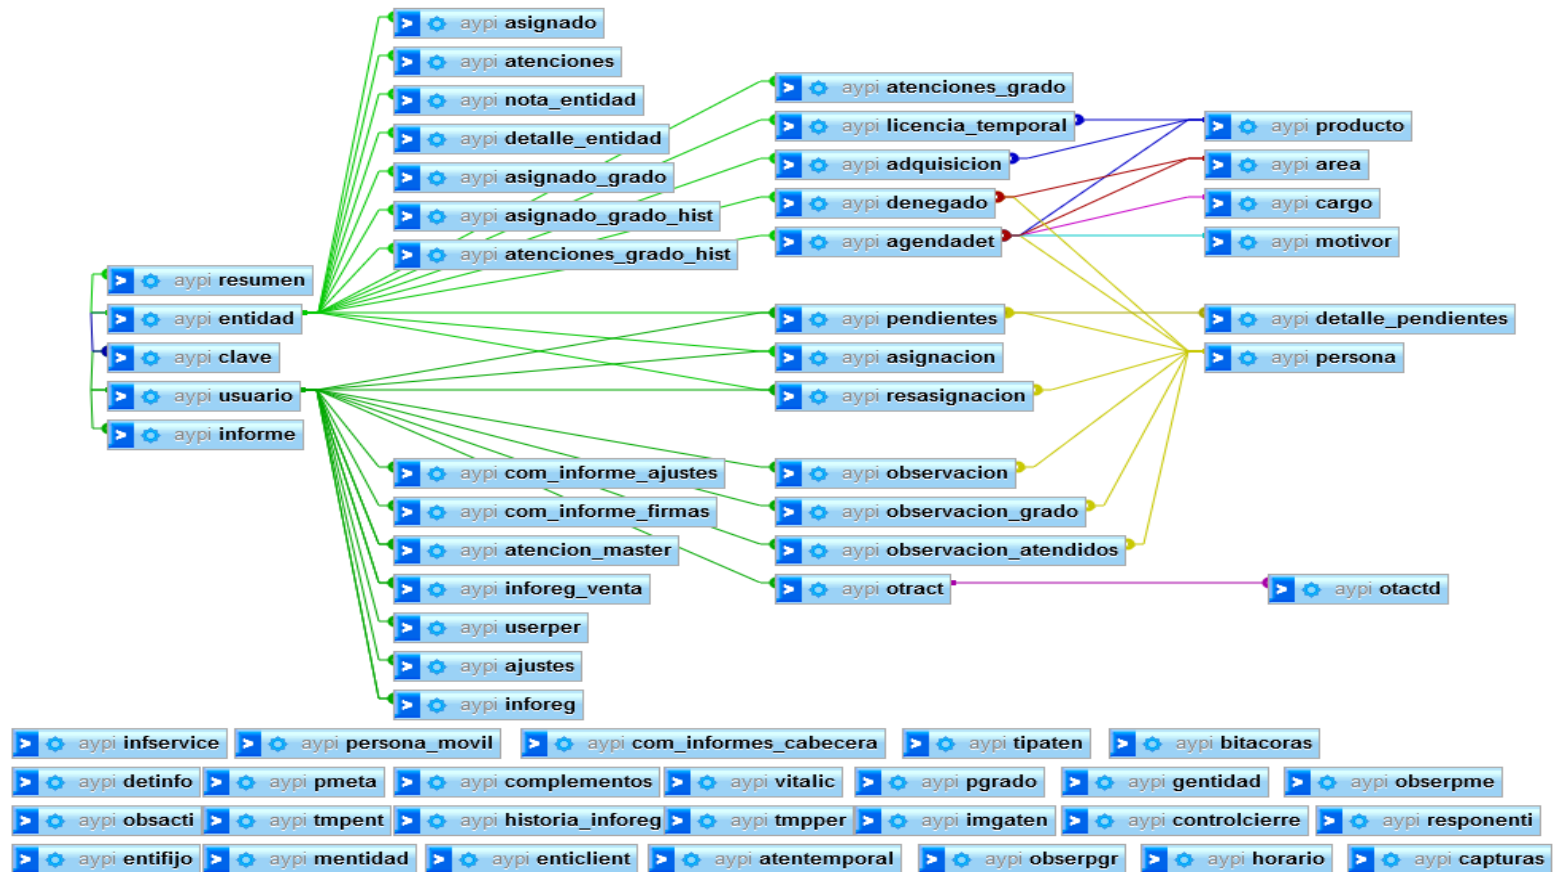 aypi asignado
aypi atenciones
aypi nota_entidad
aypi detalle_entidad
aypi asignado_grado
aypi asignado_grado_hist
aypi atenciones_grado_hist
aypi atenciones_grado
aypi licencia_temporal
aypi adquisicion
aypi denegado
aypi agendadet
aypi producto
aypi area
aypi cargo
aypi motivor
aypi resumen
aypi entidad
aypi clave
aypi usuario
aypi informe
aypi pendientes
aypi asignacion
aypi resasignacion
aypi detalle_pendientes
aypi persona
aypi com_informe_ajustes
aypi com_informe_firmas
aypi atencion_master
aypi inforeg_venta
aypi userper
aypi ajustes
aypi inforeg
aypi observacion
aypi observacion_grado
aypi observacion_atendidos
aypi otract
aypi otactd
aypi infservice
aypi persona_movil
aypi com_informes_cabecera
aypi tipaten
aypi bitacoras
aypi detinfo
aypi pmeta
aypi complementos
aypi vitalic
aypi pgrado
aypi gentidad
aypi obserpme
aypi obsacti
aypi tmpent
aypi historia_inforeg
aypi tmpper
aypi imgaten
aypi controlcierre
aypi responenti
aypi entifijo
aypi mentidad
aypi enticlient
aypi atentemporal
aypi obserpgr
aypi horario
aypi capturas